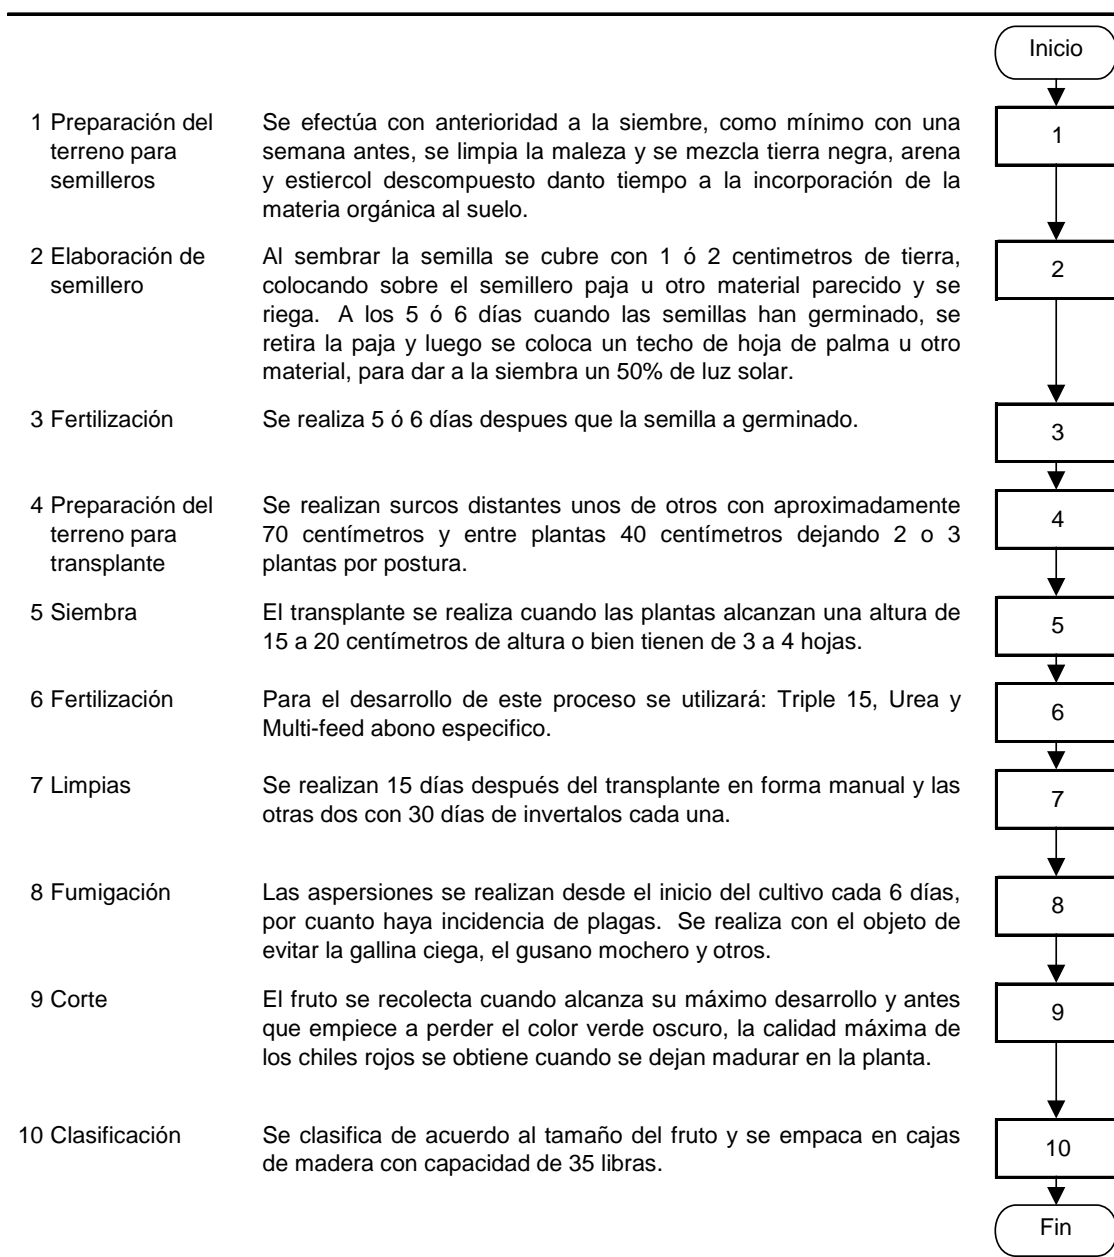 Inicio
1 Preparación del terreno para semilleros
Se efectúa con anterioridad a la siembre, como mínimo con una
semana antes, se limpia la maleza y se mezcla tierra negra, arena
y estiercol descompuesto danto tiempo a la incorporación de la
materia orgánica al suelo.
1
2 Elaboración de semillero
Al sembrar la semilla se cubre con 1 ó 2 centimetros de tierra,
colocando sobre el semillero paja u otro material parecido y se
riega. A los 5 ó 6 días cuando las semillas han germinado, se
retira la paja y luego se coloca un techo de hoja de palma u otro
material, para dar a la siembra un 50% de luz solar.
2
3 Fertilización
Se realiza 5 ó 6 días despues que la semilla a germinado.
3
4 Preparación del terreno para transplante
Se realizan surcos distantes unos de otros con aproximadamente
70 centímetros y entre plantas 40 centímetros dejando 2 o 3
plantas por postura.
4
5 Siembra
El transplante se realiza cuando las plantas alcanzan una altura de
15 a 20 centímetros de altura o bien tienen de 3 a 4 hojas.
5
6 Fertilización
Para el desarrollo de este proceso se utilizará: Triple 15, Urea y
Multi-feed abono especifico.
6
7 Limpias
Se realizan 15 días después del transplante en forma manual y las
otras dos con 30 días de invertalos cada una.
7
8 Fumigación
Las aspersiones se realizan desde el inicio del cultivo cada 6 días,
por cuanto haya incidencia de plagas. Se realiza con el objeto de
evitar la gallina ciega, el gusano mochero y otros.
8
9 Corte
El fruto se recolecta cuando alcanza su máximo desarrollo y antes
que empiece a perder el color verde oscuro, la calidad máxima de
los chiles rojos se obtiene cuando se dejan madurar en la planta.
9
10 Clasificación
Se clasifica de acuerdo al tamaño del fruto y se empaca en cajas
de madera con capacidad de 35 libras.
10
Fin